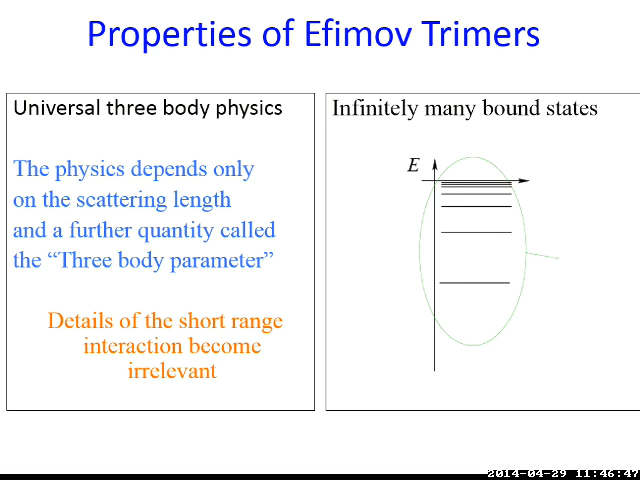 Properties of Efimov Trimers
Universal three body physics
The physics depends only
on the scattering length
and a further quantity called
the “Three body parameter”
Details of the short range
interaction become
irrelevant
Infinitely many bound states
E
2014-04-29 11:46:47